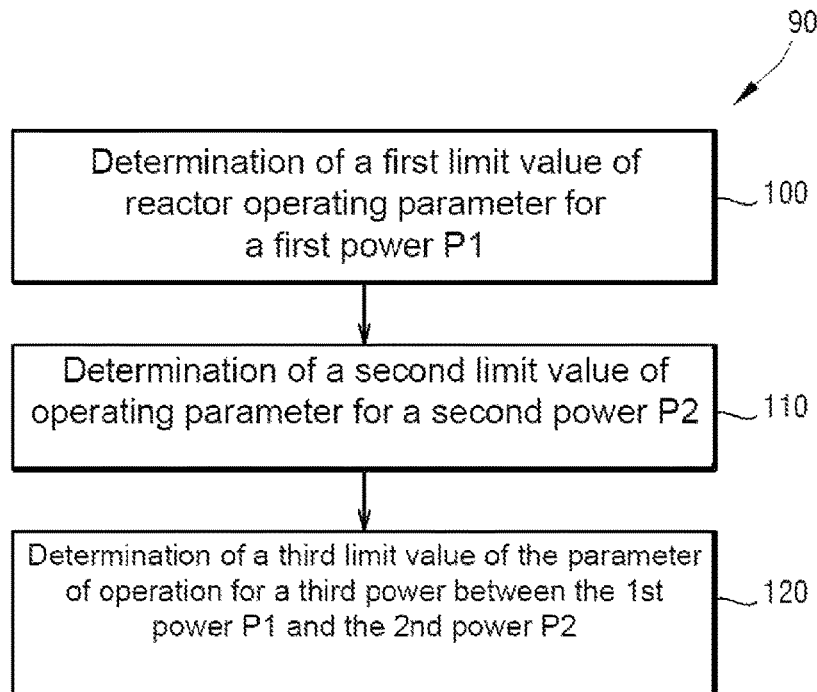 90
Determination of a first limit value of
reactor operating parameter for
a first power P1
100
Determination of a second limit value of
operating parameter for a second power P2
110
Determination of a third limit value of the parameter
of operation for a third power between the 1st
power P1 and the 2nd power P2
120